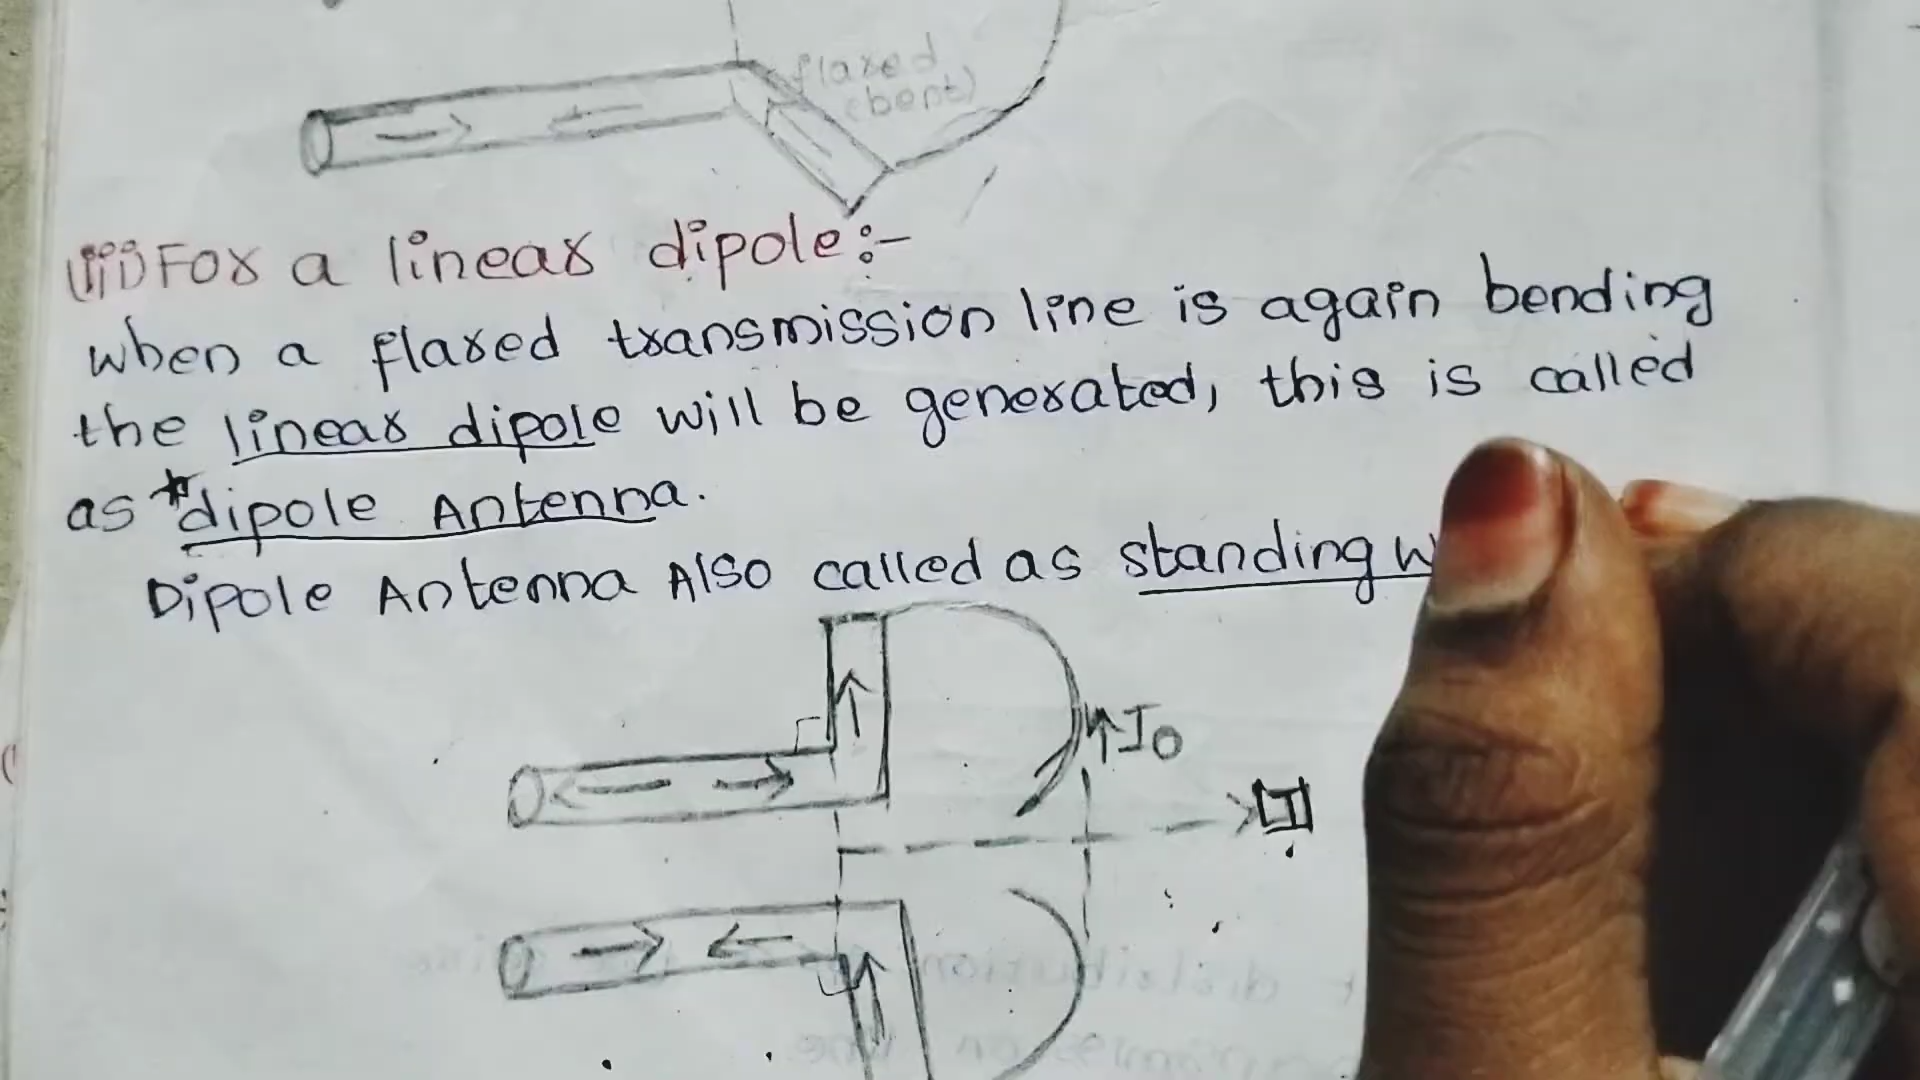 flared
(bent)
(iii) For a linear dipole:-
when a flared transmission line is again bending
the linear dipole will be generated, this is called
as *dipole Antenna.
Dipole Antenna Also called as standing
I0
I